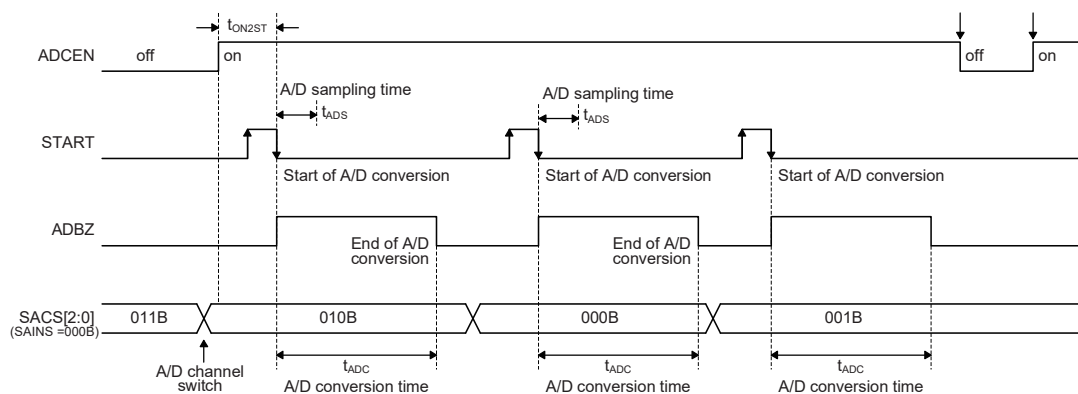 tON2ST
ADCEN
off
on
off
on
A/D sampling time
tADS
A/D sampling time
tADS
START
Start of A/D conversion
Start of A/D conversion
Start of A/D conversion
ADBZ
End of A/D
conversion
End of A/D
conversion
SACS[2:0]
(SAINS =000B)
011B
010B
000B
001B
A/D channel
switch
tADC
A/D conversion time
tADC
A/D conversion time
tADC
A/D conversion time